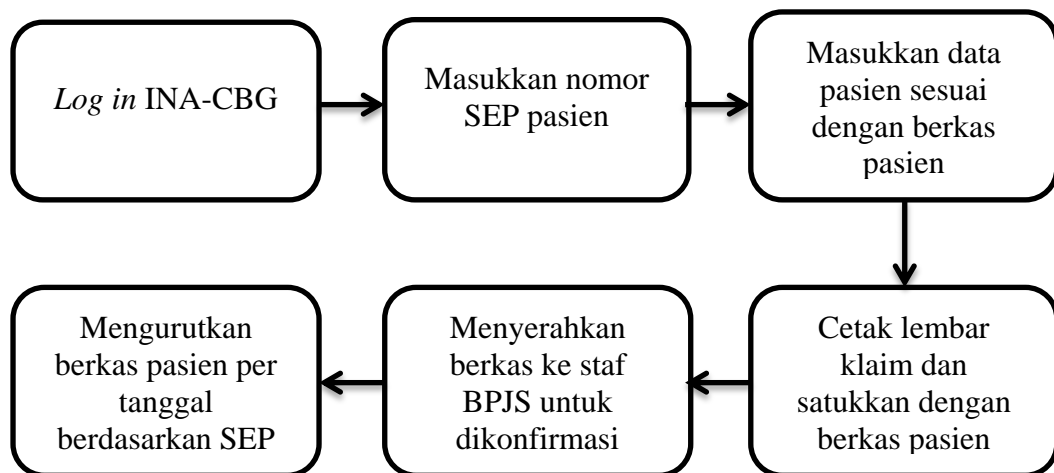 Log in INA-CBG
Masukkan nomor
SEP pasien
Masukkan data
pasien sesuai
dengan berkas
pasien
Cetak lembar
klaim dan
satukkan dengan
berkas pasien
Menyerahkan
berkas ke staf
BPJS untuk
dikonfirmasi
Mengurutkan
berkas pasien per
tanggal
berdasarkan SEP